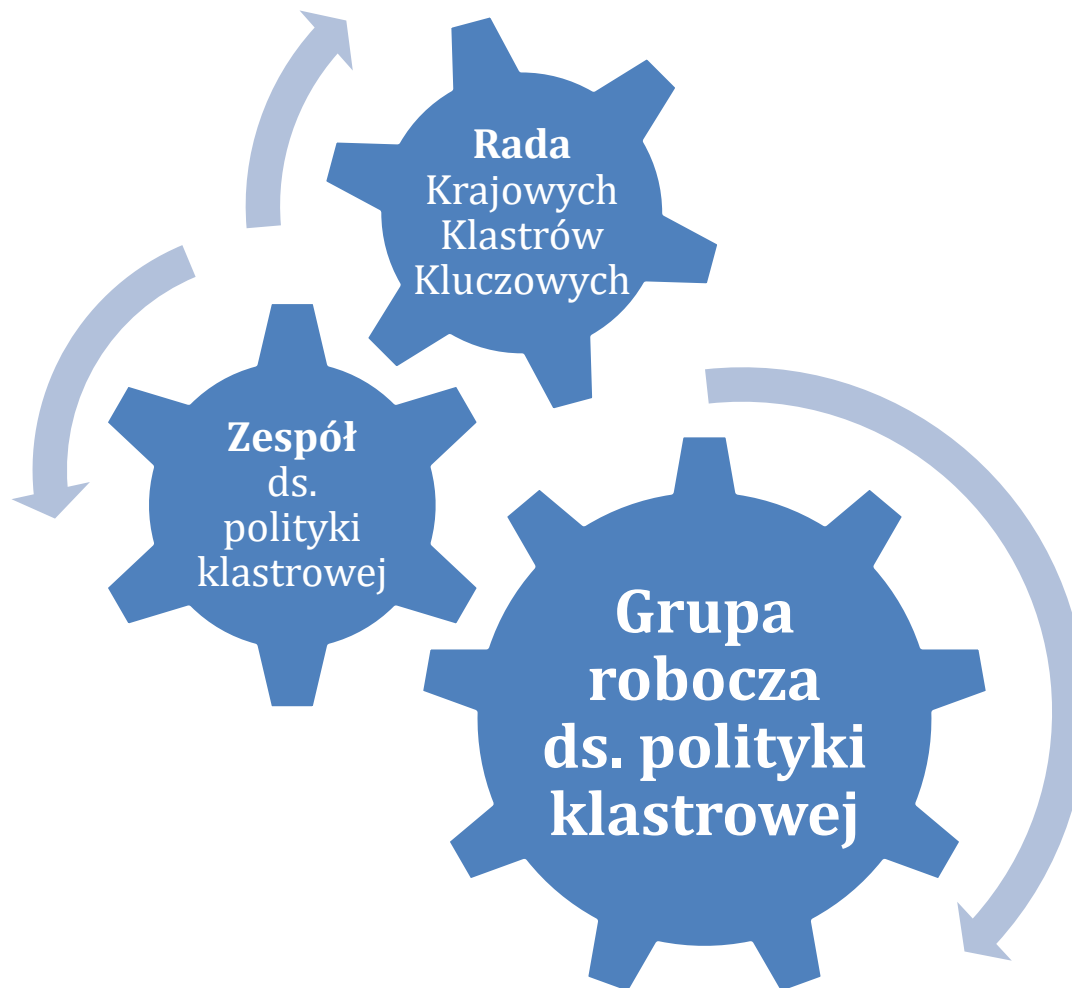 Rada
Krajowych
Klastrów
Kluczowych
Zespół
ds.
polityki
klastrowej
Grupa
robocza
ds. polityki
klastrowej